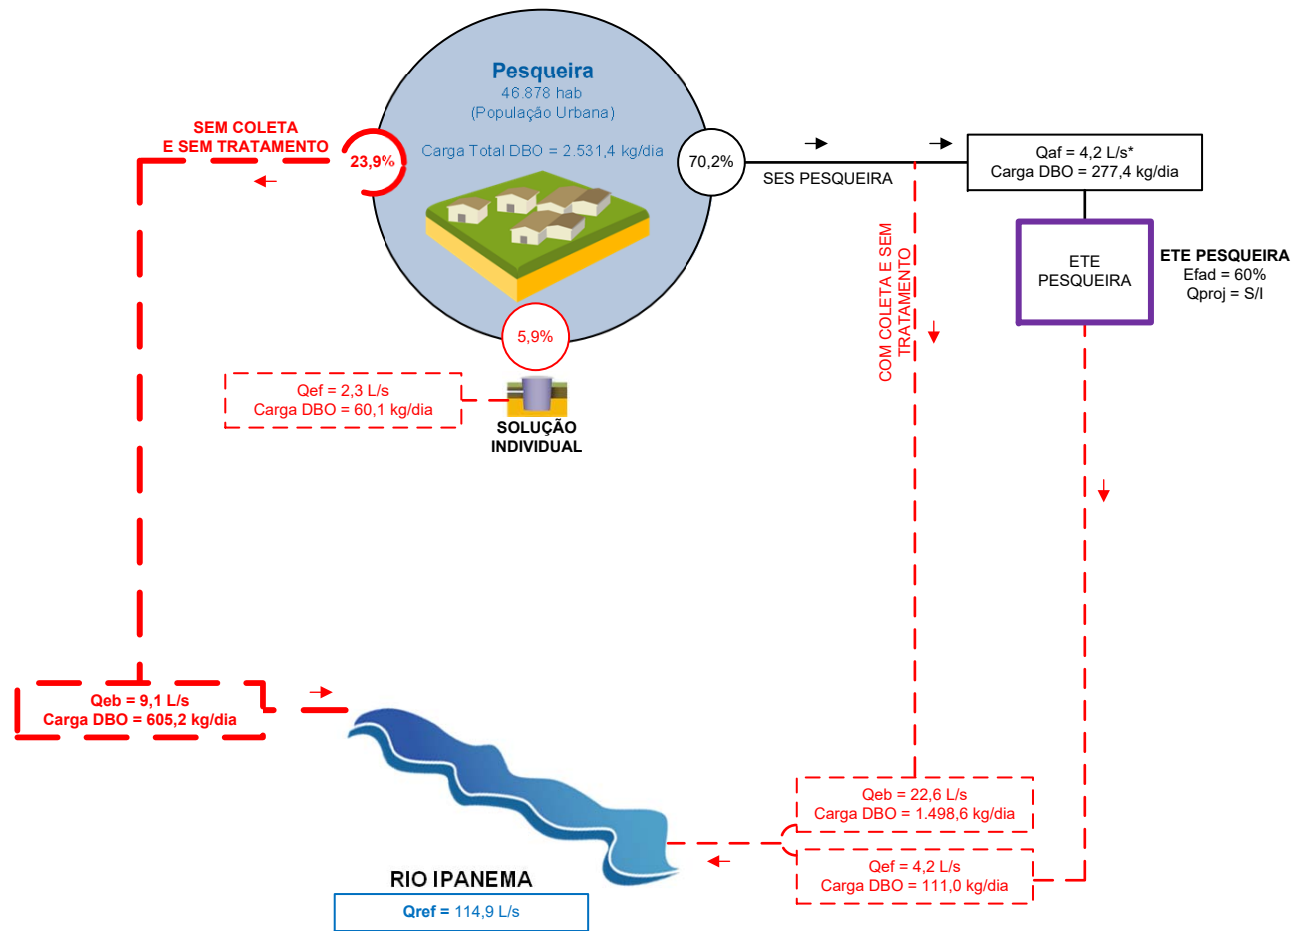 Pesqueira
46.878 hab
(População Urbana)
Carga Total DBO = 2.531,4 kg/dia
SEM COLETA
E SEM TRATAMENTO
23,9%
70,2%
SES PESQUEIRA
Qaf = 4,2 L/s*
Carga DBO = 277,4 kg/dia
ETE
PESQUEIRA
ETE PESQUEIRA
Efad = 60%
Qproj = S/I
COM COLETA E SEM
TRATAMENTO
5,9%
Qef = 2,3 L/s
Carga DBO = 60,1 kg/dia
SOLUÇÃO
INDIVIDUAL
Qeb = 9,1 L/s
Carga DBO = 605,2 kg/dia
Qeb = 22,6 L/s
Carga DBO = 1.498,6 kg/dia
Qef = 4,2 L/s
Carga DBO = 111,0 kg/dia
RIO IPANEMA
Qref = 114,9 L/s